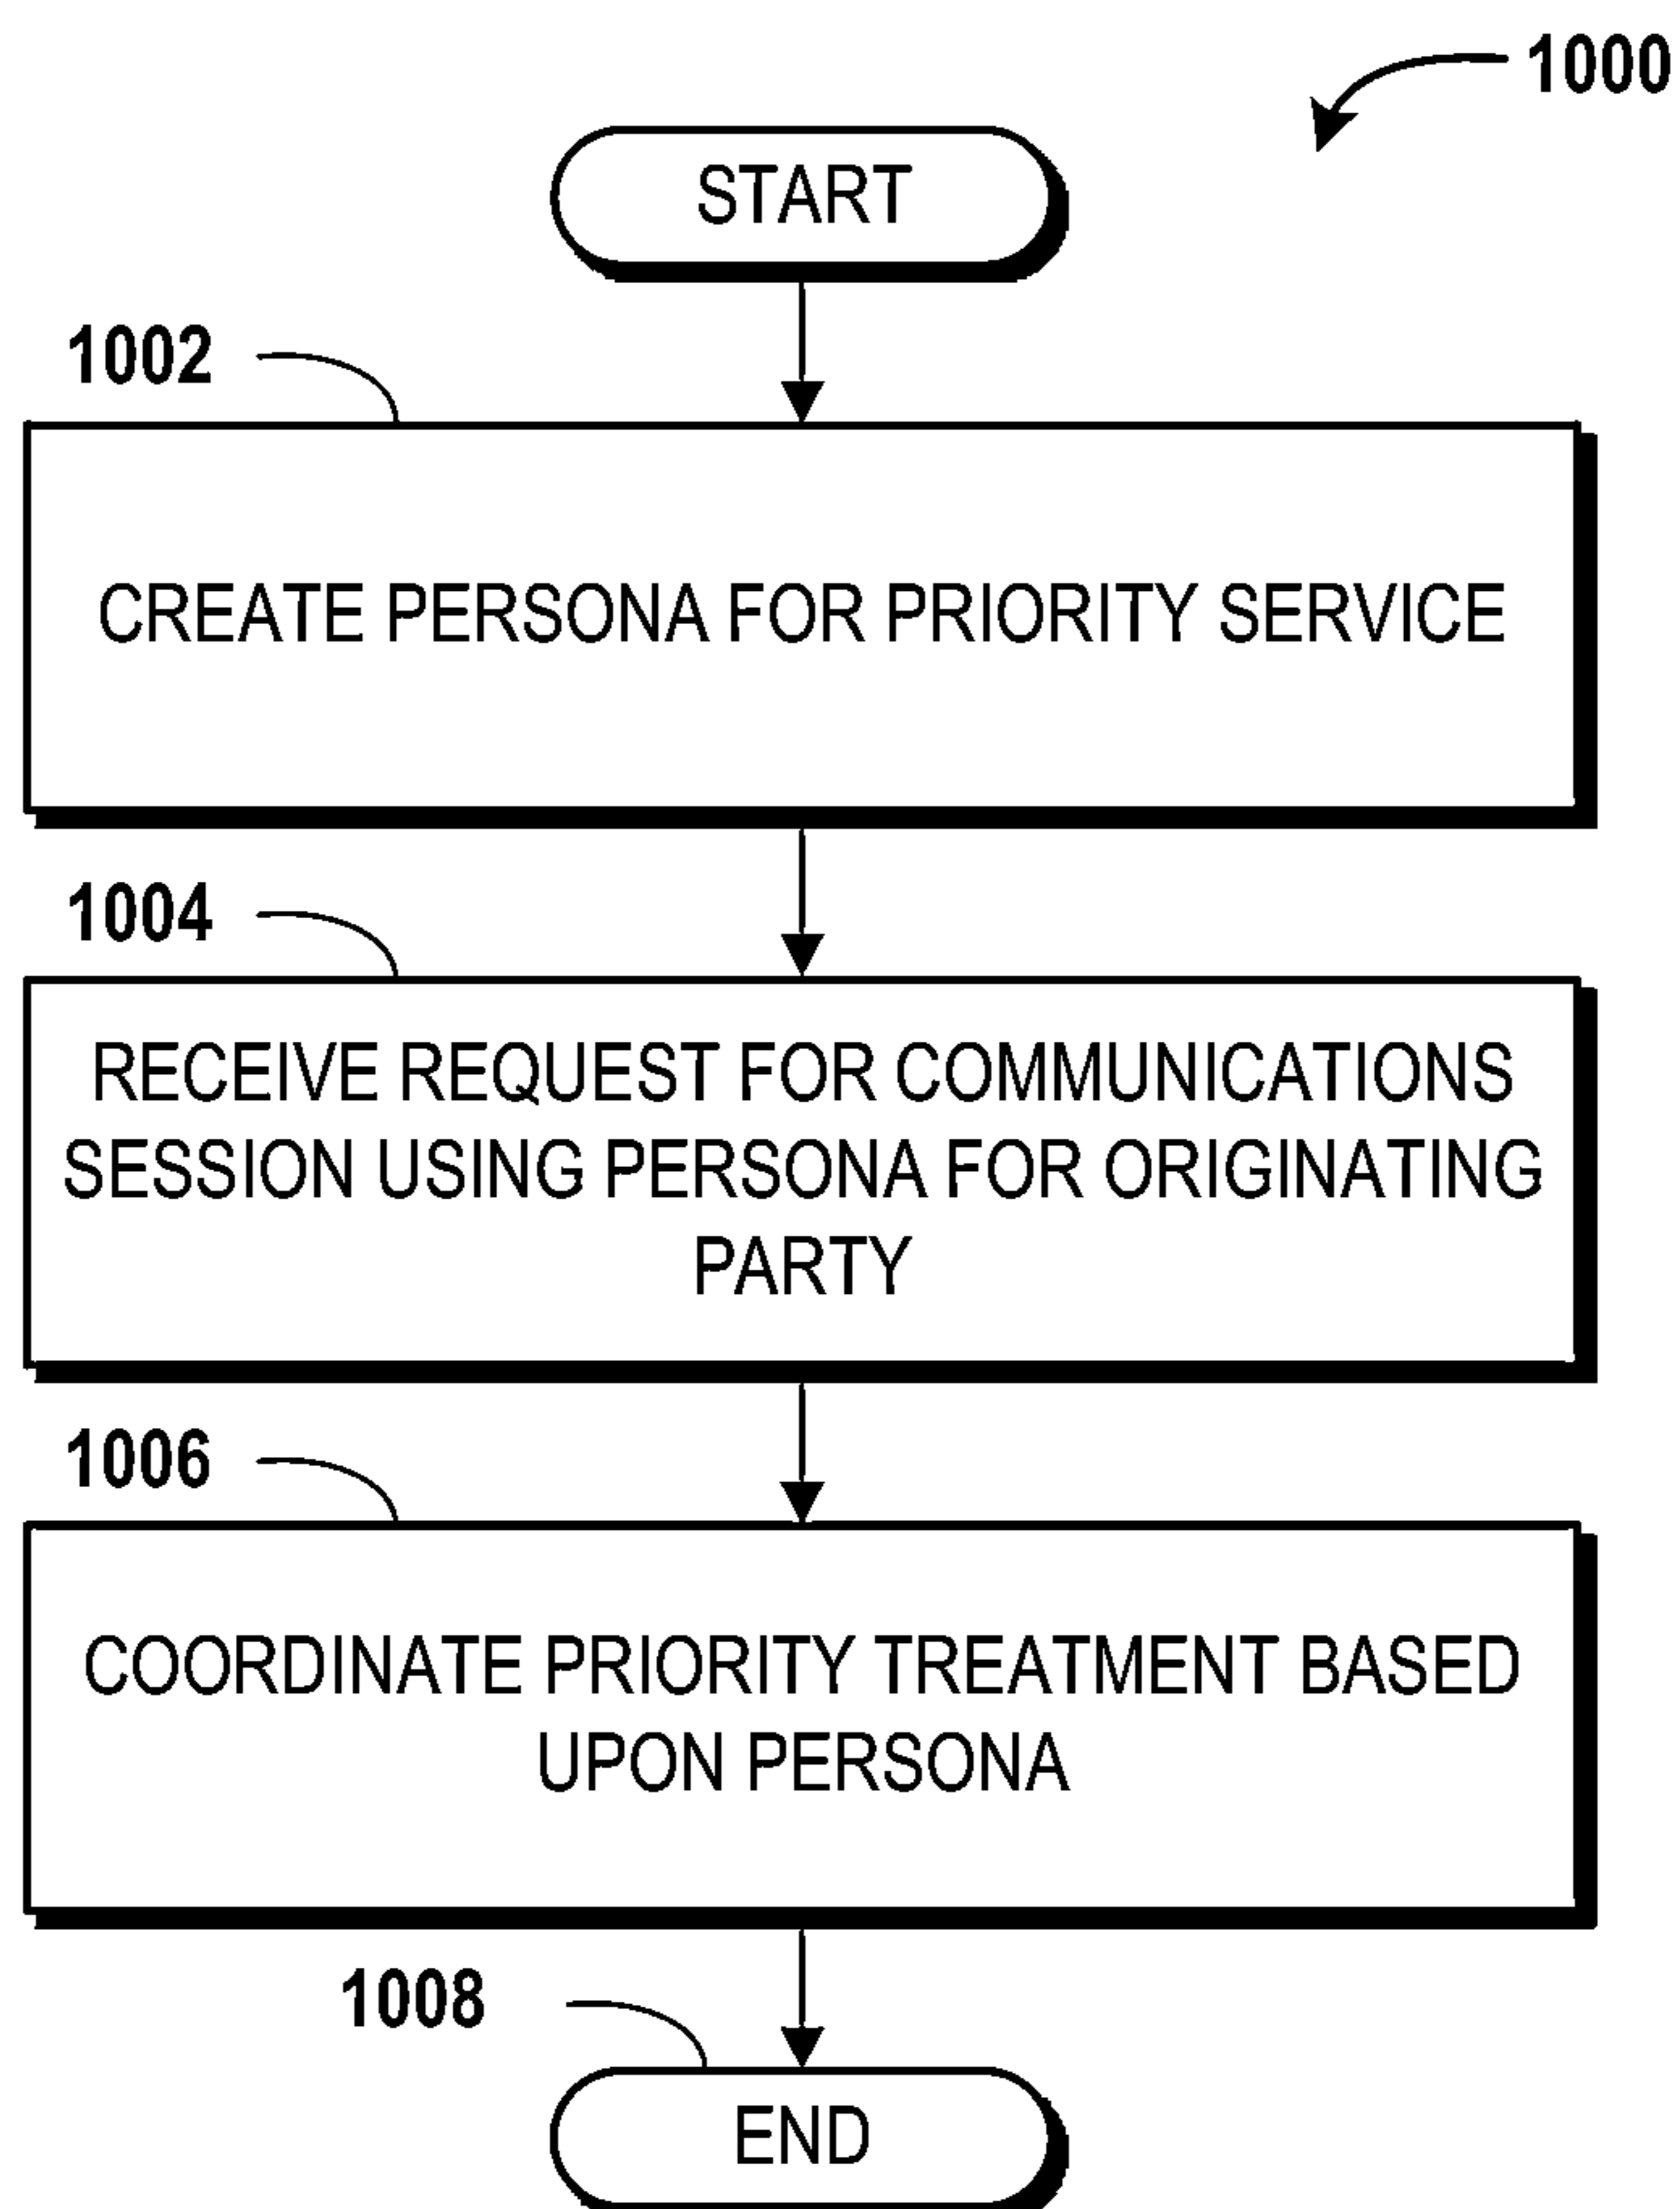 1000
START
1002
CREATE PERSONA FOR PRIORITY SERVICE
1004
RECEIVE REQUEST FOR COMMUNICATIONS
SESSION USING PERSONA FOR ORIGINATING
PARTY
1006
COORDINATE PRIORITY TREATMENT BASED
UPON PERSONA
1008
END